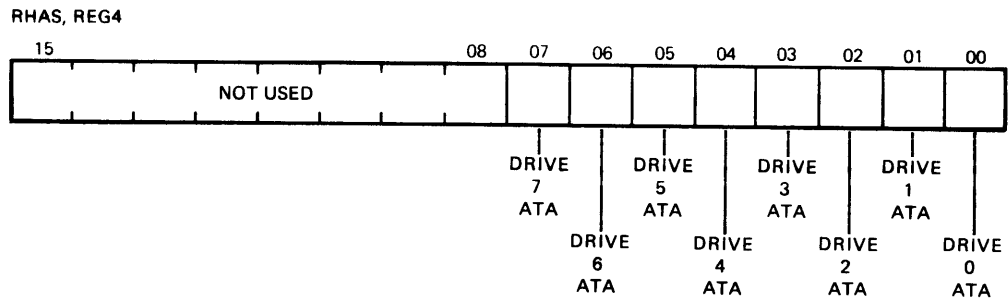 RHAS, REG4
15 08 07 06 05 04 03 02 01 00
NOT USED
DRIVE DRIVE DRIVE DRIVE
7 5 3 1
ATA ATA ATA ATA
DRIVE DRIVE DRIVE DRIVE
6 4 2 0
ATA ATA ATA ATA